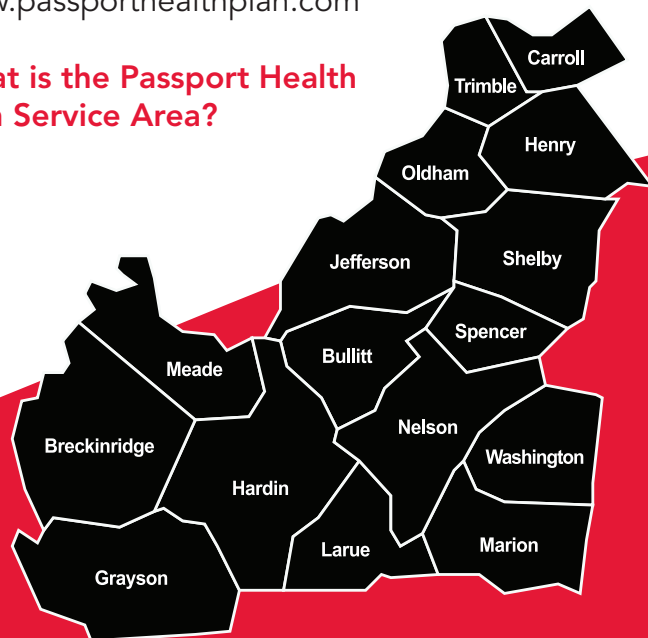 w.passporthealthplan.com
at is the Passport Health
n Service Area?
Carroll
Trimble
Henry
Oldham
Jefferson
Shelby
Spencer
Bullitt
Meade
Nelson
Breckinridge
Washington
Hardin
Larue
Marion
Grayson